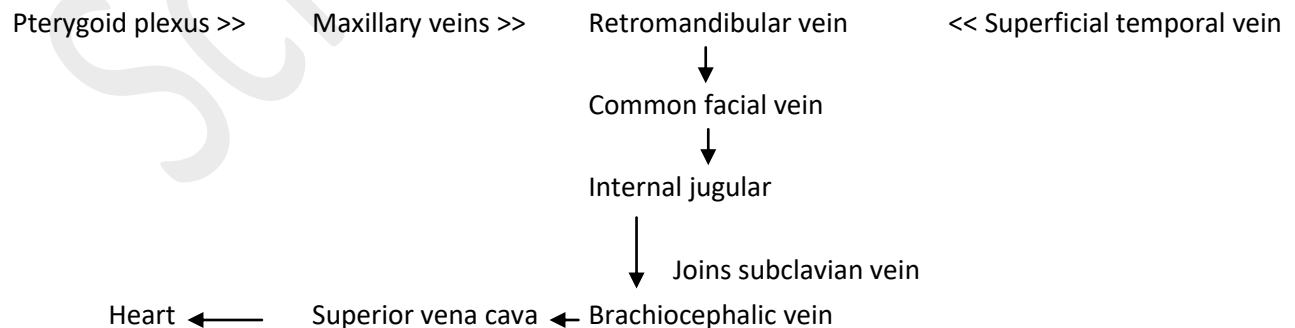 Pterygoid plexus >> Maxillary veins >> Retromandibular vein << Superficial temporal vein
Common facial vein
Internal jugular
Joins subclavian vein
Heart Superior vena cava Brachiocephalic vein